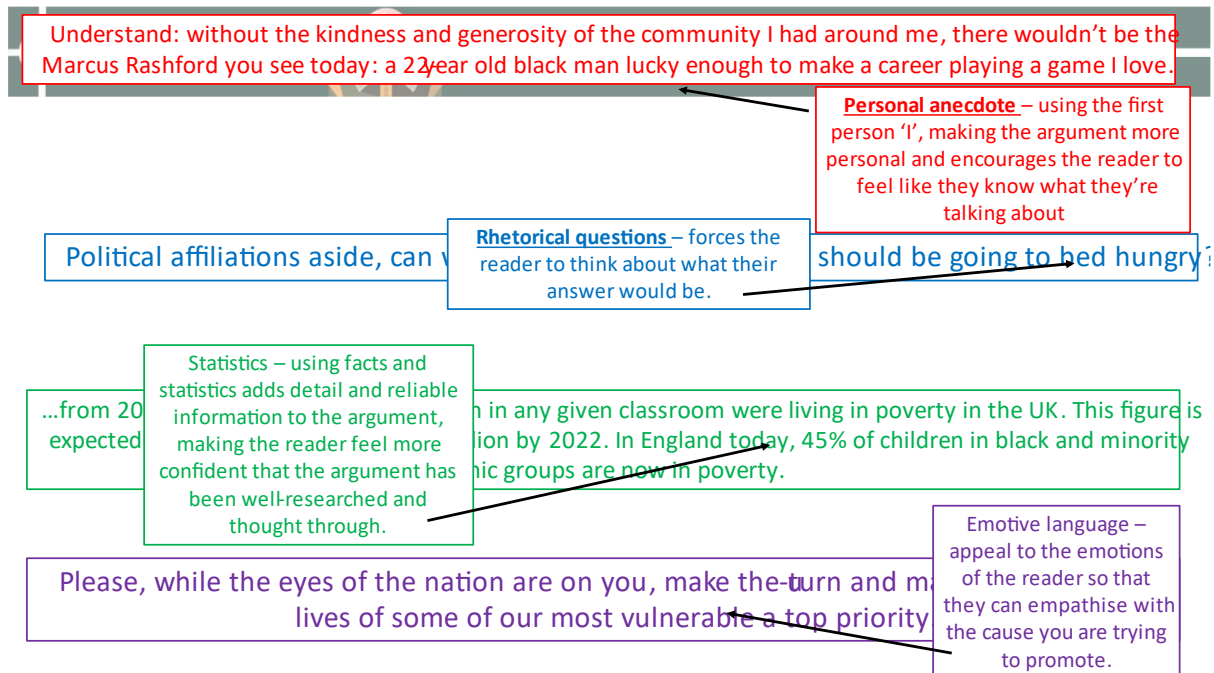 Understand: without the kindness and generosity of the community I had around me, there wouldn't be the
Marcus Rashford you see today: a 22-year old black man lucky enough to make a career playing a game I love.
Personal anecdote – using the first
person 'I', making the argument more
personal and encourages the reader to
feel like they know what they're
talking about
Political affiliations aside, can should be going to bed hungry?
Rhetorical questions – forces the
reader to think about what their
answer would be.
Statistics – using facts and
statistics adds detail and reliable
information to the argument,
making the reader feel more
confident that the argument has
been well-researched and
thought through.
...from in any given classroom were living in poverty in the UK. This figure is
expected by 2022. In England today, 45% of children in black and minority
groups are now in poverty.
Emotive language –
appeal to the emotions
of the reader so that
they can empathise with
the cause you are trying
to promote.
Please, while the eyes of the nation are on you, make the u-turn and
lives of some of our most vulnerable a top priority